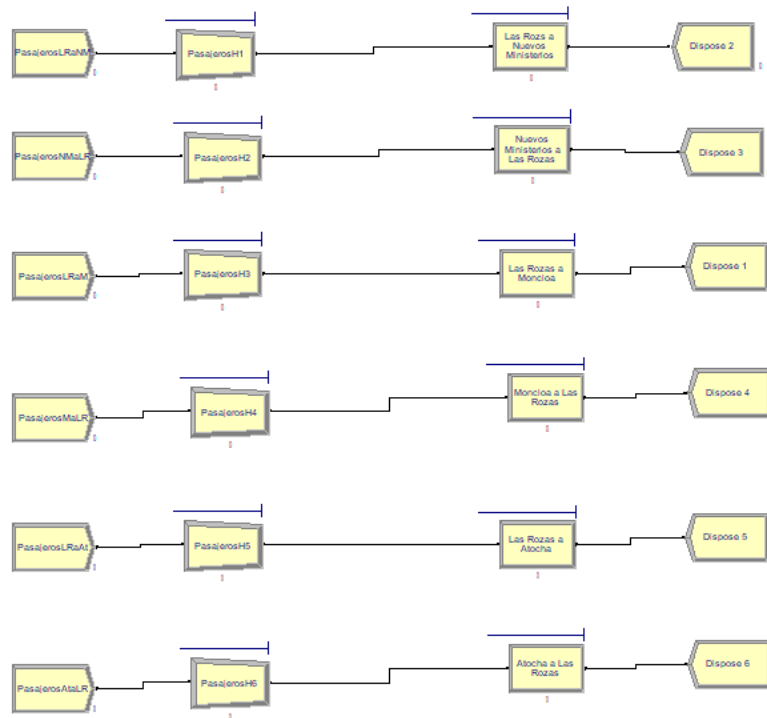 PasajerosLRaNM
PasajerosH1
Las Rozs a
Nuevos
Ministerios
Dispose 2
PasajerosNMaLR
PasajerosH2
Nuevos
Ministerios a
Las Rozas
Dispose 3
PasajerosLRaM
PasajerosH3
Las Rozas a
Moncloa
Dispose 1
PasajerosMaLR
PasajerosH4
Moncloa a Las
Rozas
Dispose 4
PasajerosLRaAt
PasajerosH5
Las Rozas a
Atocha
Dispose 5
PasajerosAtaLR
PasajerosH6
Atocha a Las
Rozas
Dispose 6